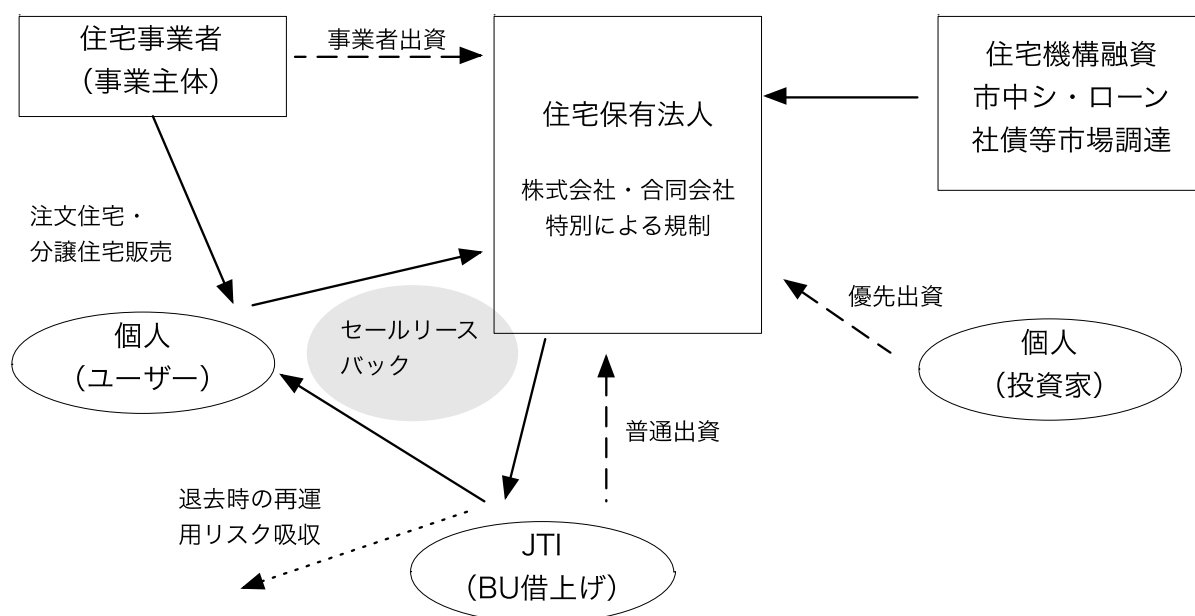 住宅事業者
（事業主体）
事業者出資
住宅保有法人
株式会社・合同会社
特別による規制
住宅機構融資
市中シ・ローン
社債等市場調達
注文住宅・
分譲住宅販売
個人
（ユーザー）
セールリース
バック
優先出資
個人
（投資家）
普通出資
退去時の再運
用リスク吸収
JTI
（BU借上げ）